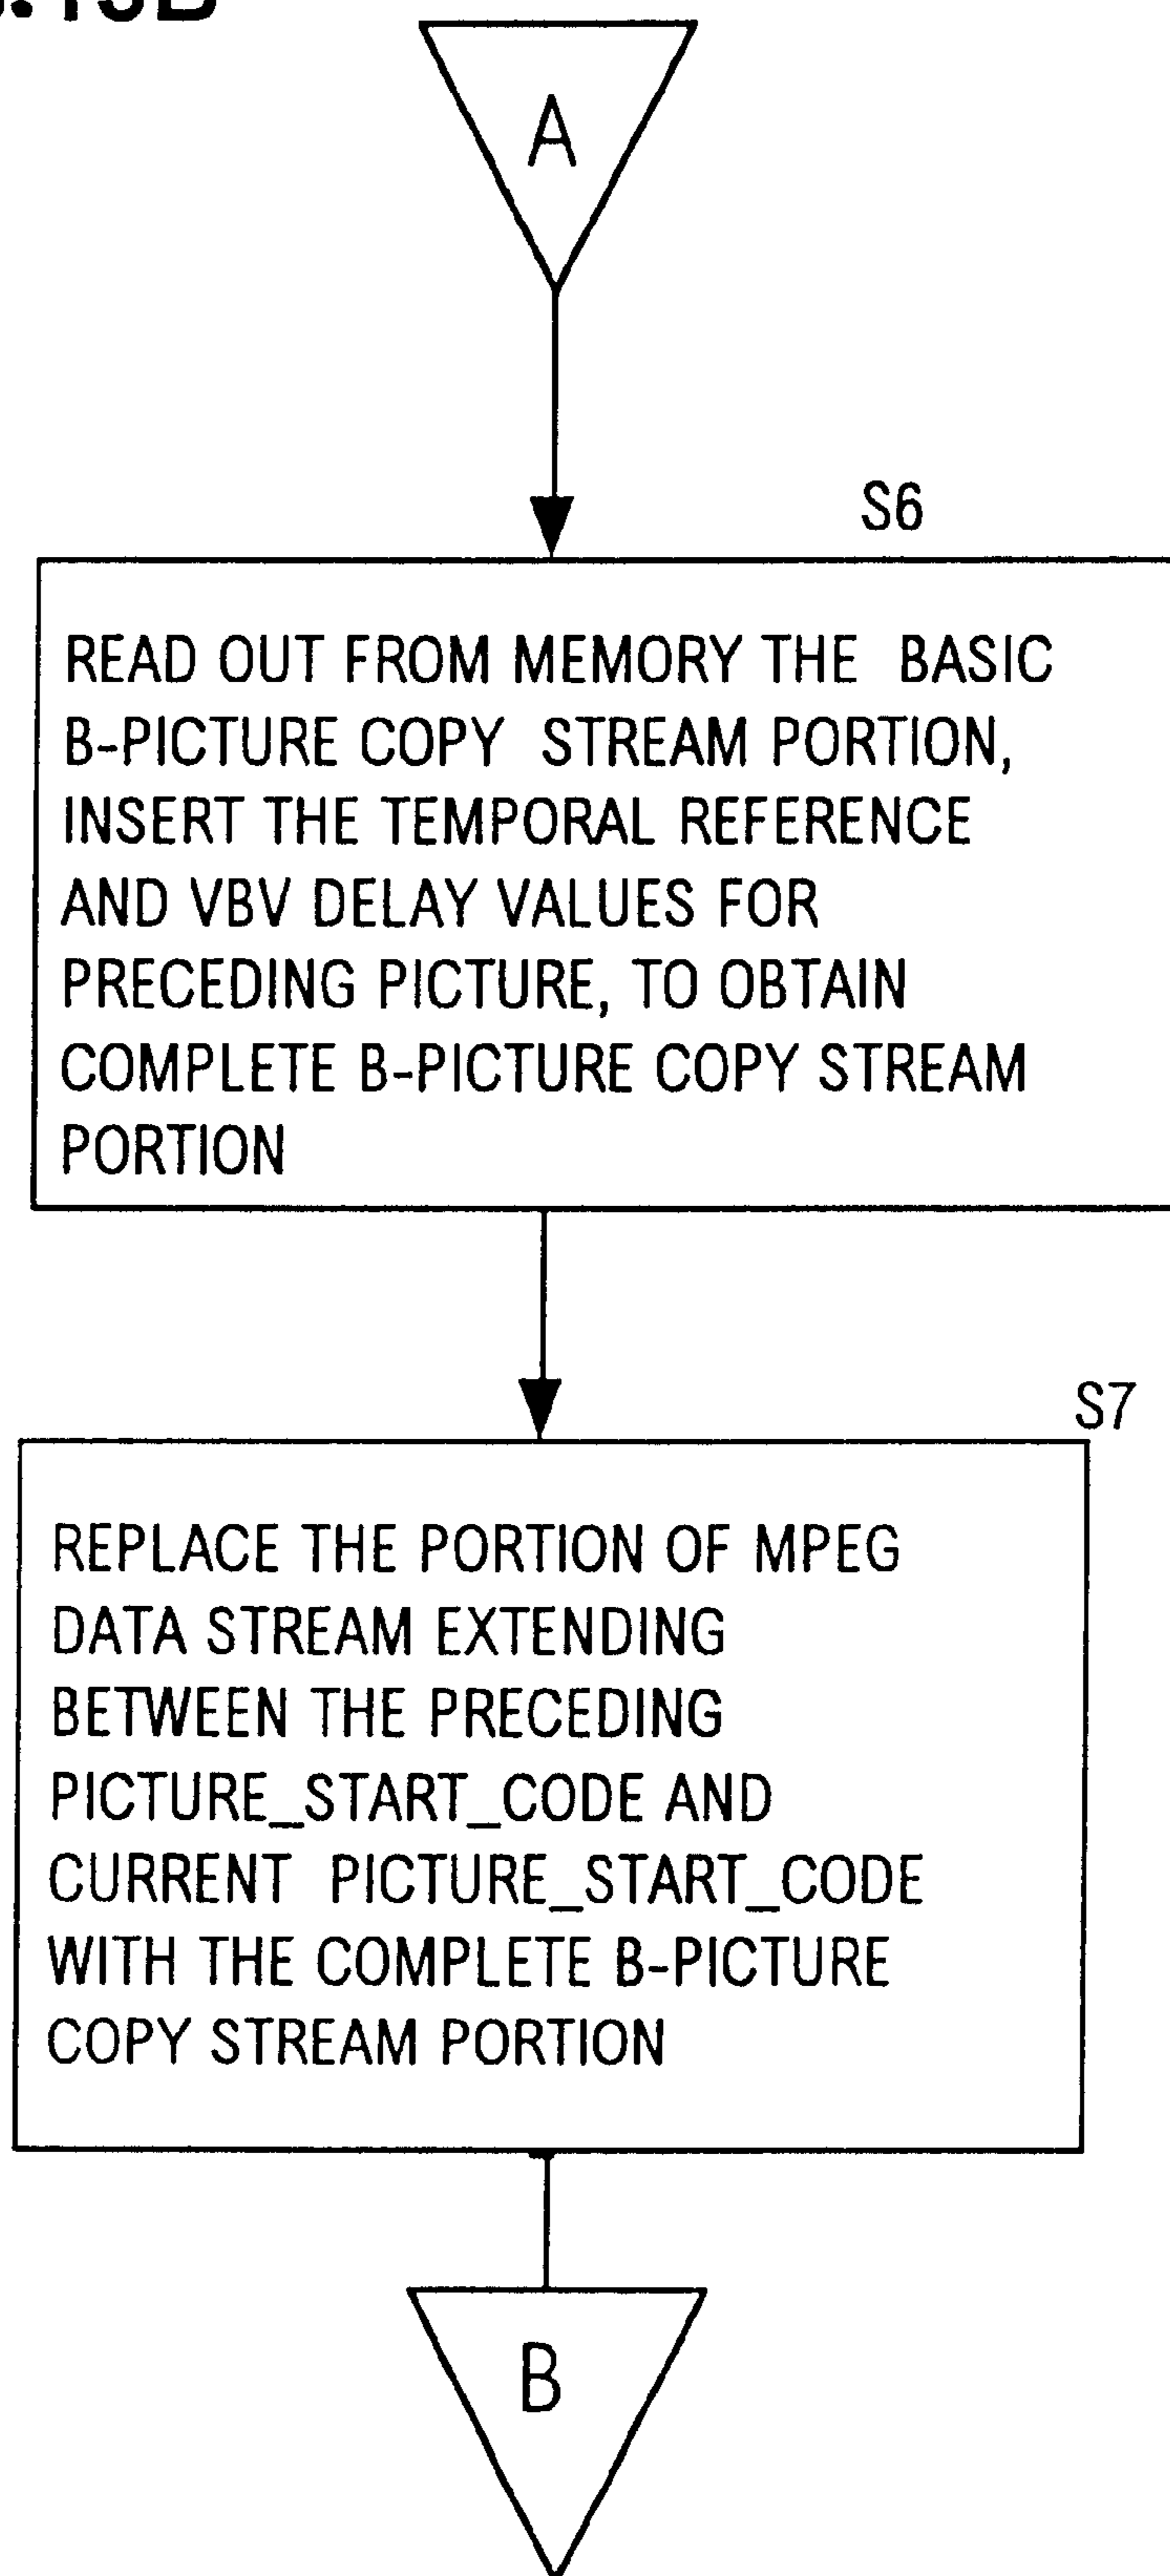 A
S6
READ OUT FROM MEMORY THE BASIC
B-PICTURE COPY STREAM PORTION,
INSERT THE TEMPORAL REFERENCE
AND VBV DELAY VALUES FOR
PRECEDING PICTURE, TO OBTAIN
COMPLETE B-PICTURE COPY STREAM
PORTION
S7
REPLACE THE PORTION OF MPEG
DATA STREAM EXTENDING
BETWEEN THE PRECEDING
PICTURE_START_CODE AND
CURRENT PICTURE_START_CODE
WITH THE COMPLETE B-PICTURE
COPY STREAM PORTION
B